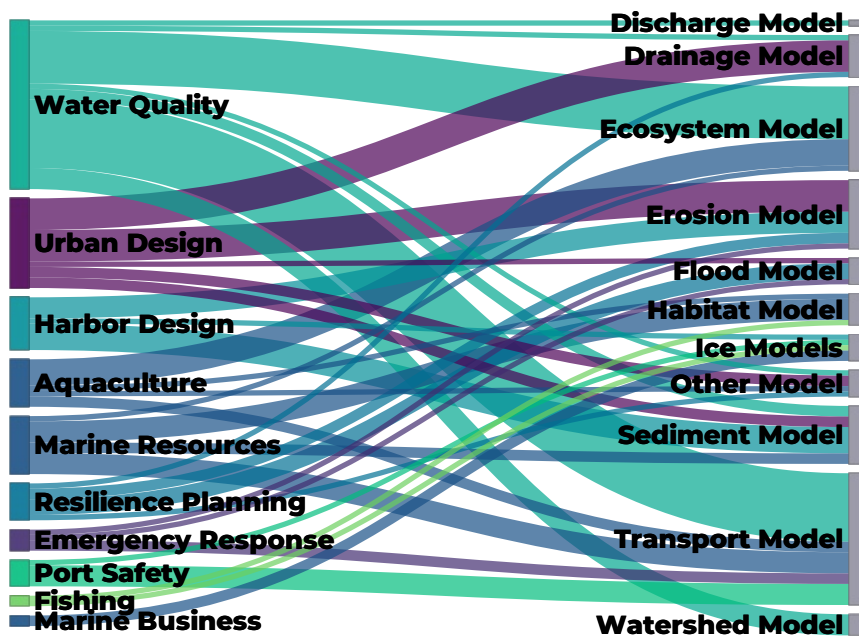 Water Quality
Urban Design
Harbor Design
Aquaculture
Marine Resources
Resilience Planning
Emergency Response
Port Safety
Fishing
Marine Business
Discharge Model
Drainage Model
Ecosystem Model
Erosion Model
Flood Model
Habitat Model
Ice Models
Other Model
Sediment Model
Transport Model
Watershed Model